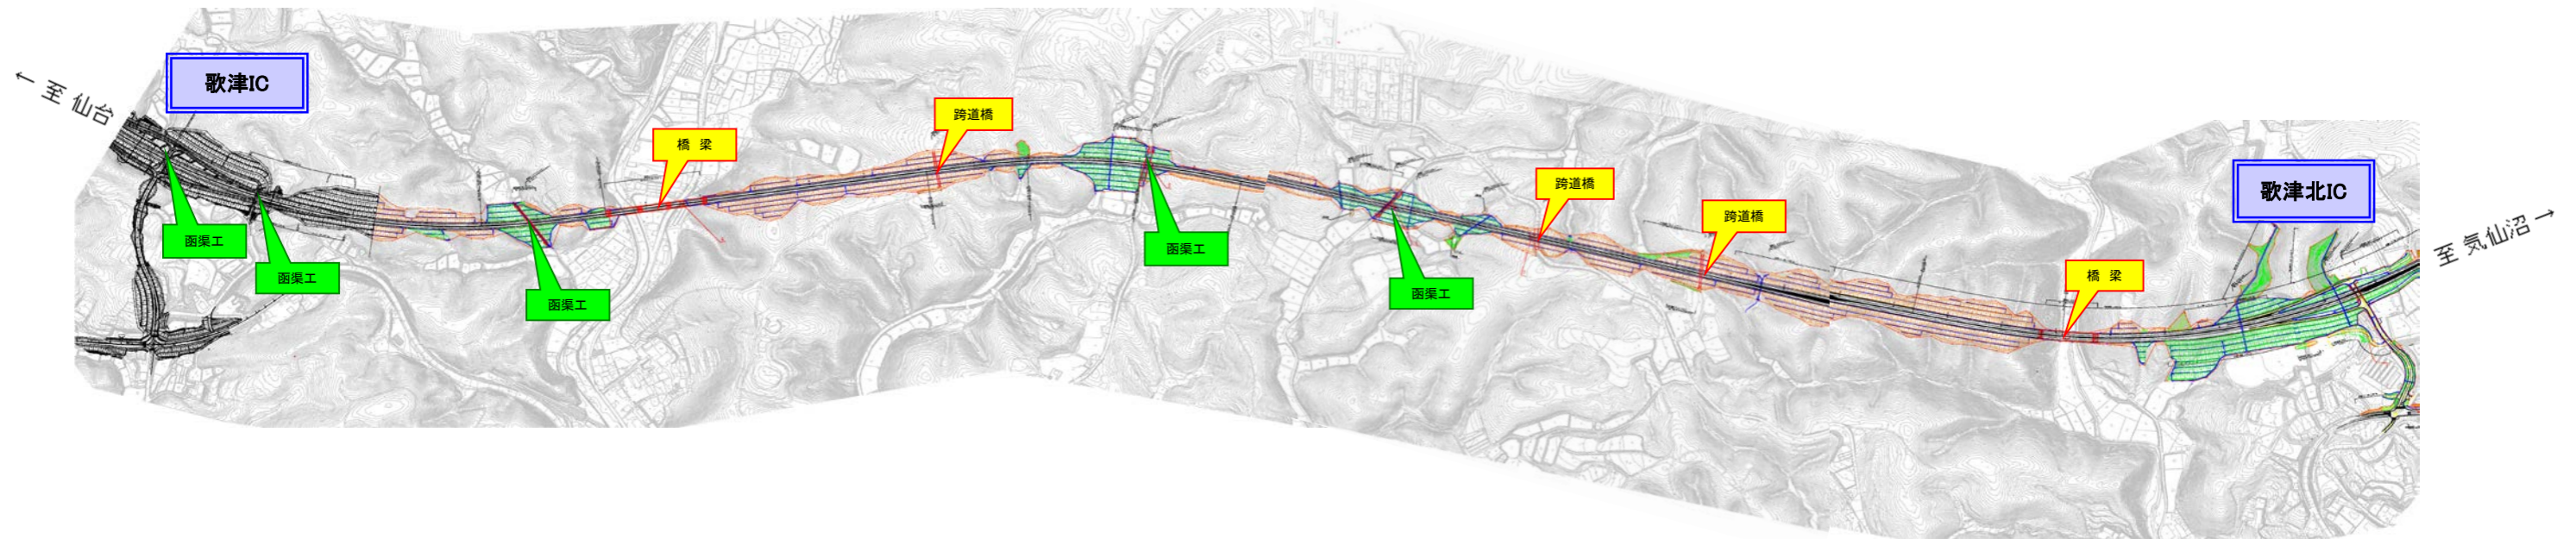 歌津IC
← 至 仙台
橋 梁
跨道橋
跨道橋
跨道橋
歌津北IC
至 気仙沼 →
函渠工
函渠工
函渠工
函渠工
函渠工
橋 梁